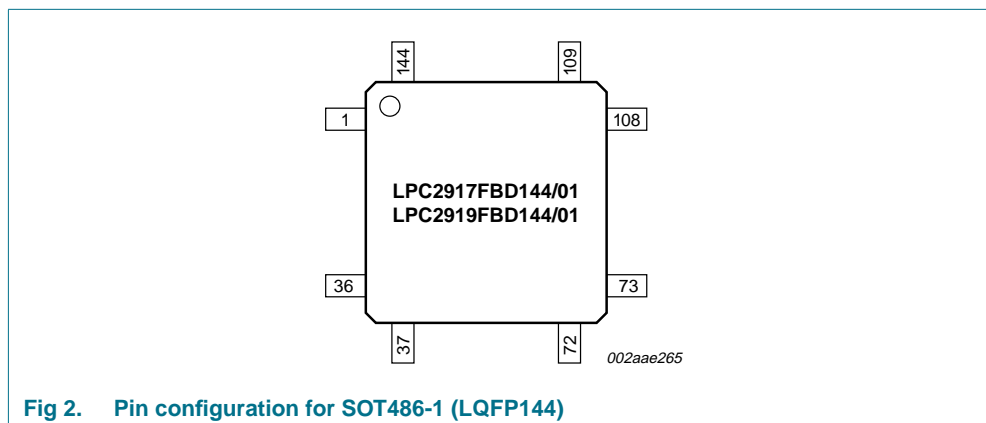 144
109
1
108
LPC2917FBD144/01
LPC2919FBD144/01
36
73
37
72
002aae265
Fig 2. Pin configuration for SOT486-1 (LQFP144)